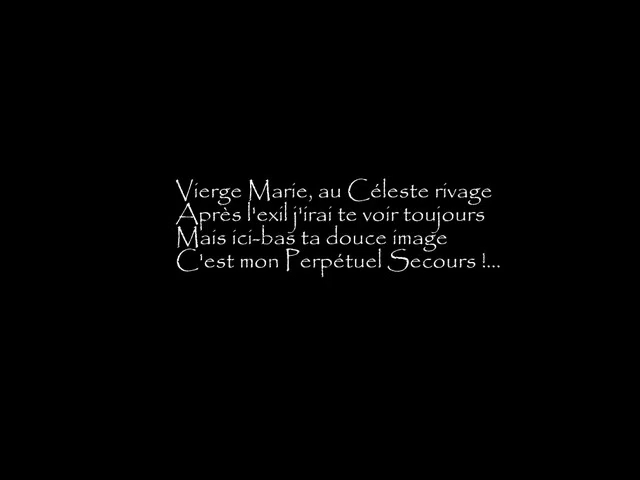 Vierge Marie, au Céleste rivage
Après l'exil j'irai te voir toujours
Mais ici-bas ta douce image
C'est mon Perpétuel Secours !...